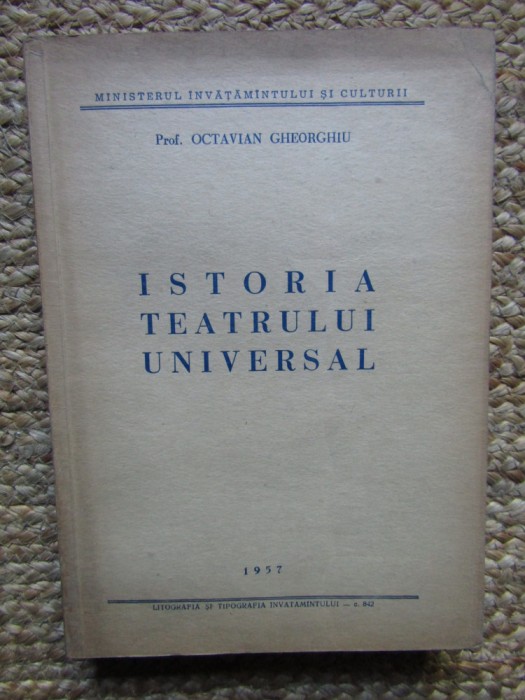 MINISTERUL ÎNVĂȚĂMÎNTULUI ȘI CULTURII
Prof. OCTAVIAN GHEORGHIU
ISTORIA
TEATRULUI
UNIVERSAL
1957
LITOGRAFIA ȘI TIPOGRAFIA ÎNVĂȚĂMÎNTULUI — c. 842